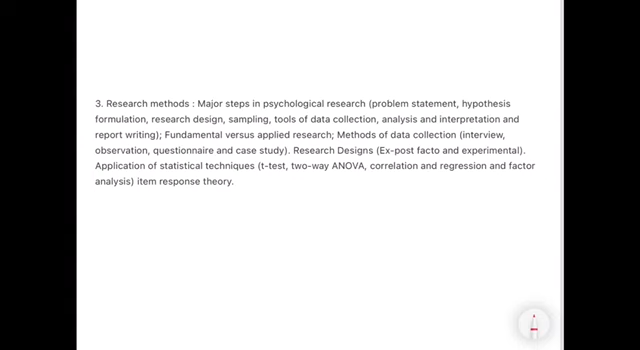 3. Research methods : Major steps in psychological research (problem statement, hypothesis
formulation, research design, sampling, tools of data collection, analysis and interpretation and
report writing); Fundamental versus applied research; Methods of data collection (interview,
observation, questionnaire and case study). Research Designs (Ex-post facto and experimental).
Application of statistical techniques (t-test, two-way ANOVA, correlation and regression and factor
analysis) item response theory.